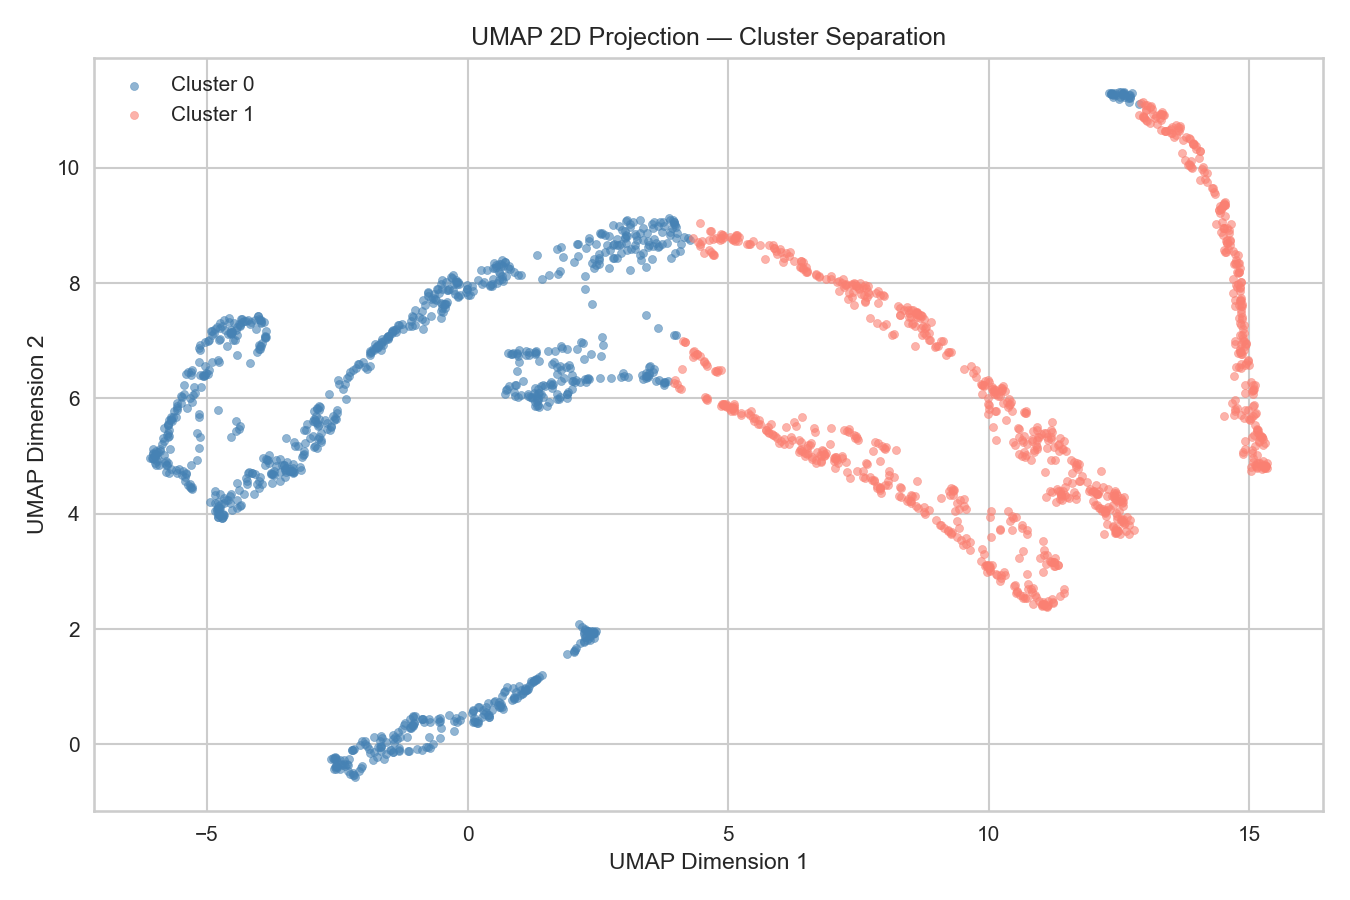 UMAP 2D Projection — Cluster Separation
Cluster 0
Cluster 1
10
8
6
4
2
0
UMAP Dimension 2
−5
0
5
10
15
UMAP Dimension 1